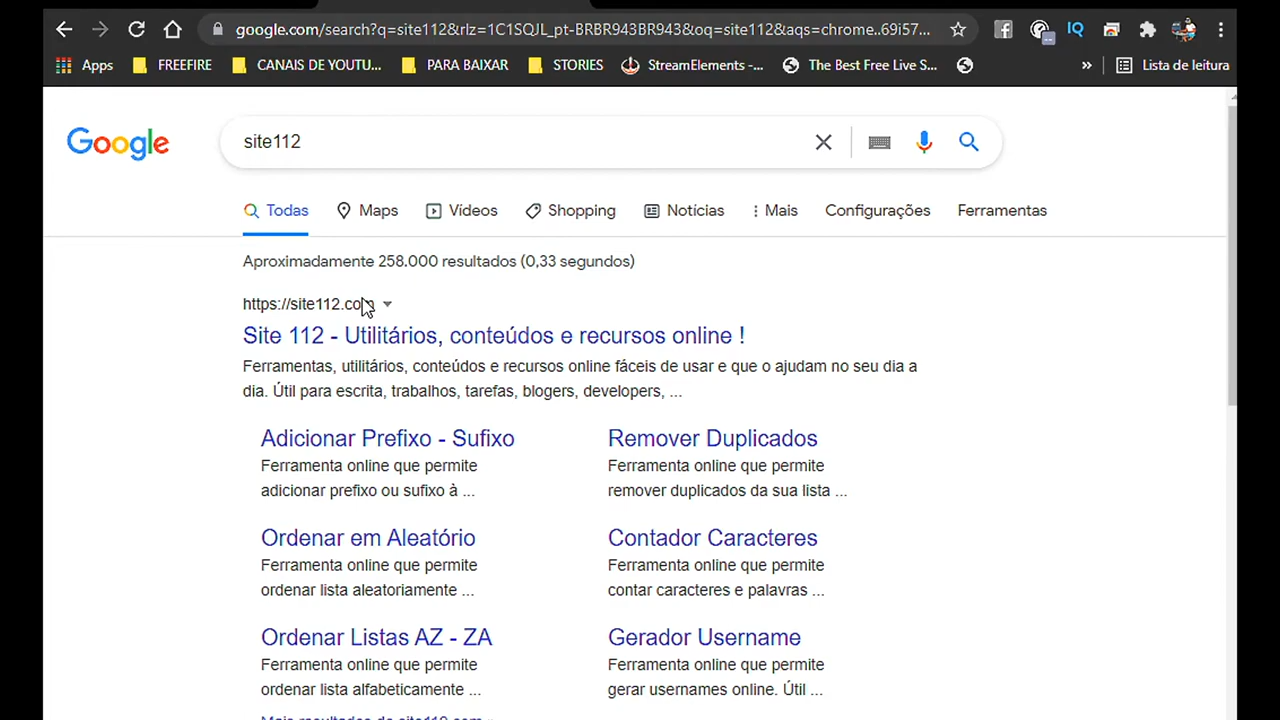 google.com/search?q=site112&rlz=1C1SQJL_pt-BRBR943BR943&oq=site112&aqs=chrome..69i57...
Apps FREEFIRE CANAIS DE YOUTU... PARA BAIXAR STORIES StreamElements -... The Best Free Live S... » Lista de leitura
Google site112
Todas Maps Vídeos Shopping Notícias Mais Configurações Ferramentas
Aproximadamente 258.000 resultados (0,33 segundos)
https://site112.com
Site 112 - Utilitários, conteúdos e recursos online !
Ferramentas, utilitários, conteúdos e recursos online fáceis de usar e que o ajudam no seu dia a
dia. Útil para escrita, trabalhos, tarefas, blogers, developers, ...
Adicionar Prefixo - Sufixo
Ferramenta online que permite
adicionar prefixo ou sufixo à ...
Remover Duplicados
Ferramenta online que permite
remover duplicados da sua lista ...
Ordenar em Aleatório
Ferramenta online que permite
ordenar lista aleatoriamente ...
Contador Caracteres
Ferramenta online que permite
contar caracteres e palavras ...
Ordenar Listas AZ - ZA
Ferramenta online que permite
ordenar lista alfabeticamente ...
Gerador Username
Ferramenta online que permite
gerar usernames online. Útil ...